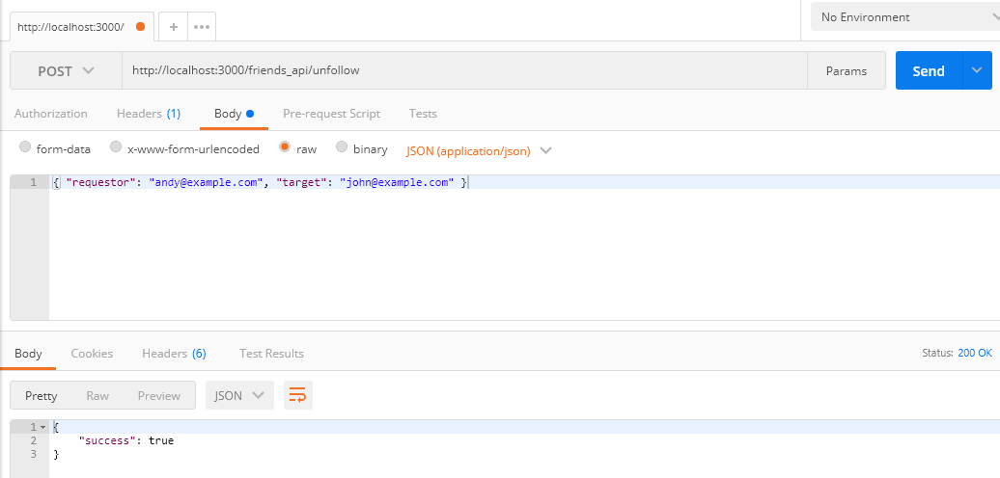 http://localhost:3000/ + ••• No Environment
POST http://localhost:3000/friends_api/unfollow Params Send
Authorization Headers (1) Body Pre-request Script Tests
form-data x-www-form-urlencoded raw binary JSON (application/json)
1 { "requestor": "andy@example.com", "target": "john@example.com" }
Body Cookies Headers (6) Test Results Status: 200 OK
Pretty Raw Preview JSON
1 {
2 "success": true
3 }